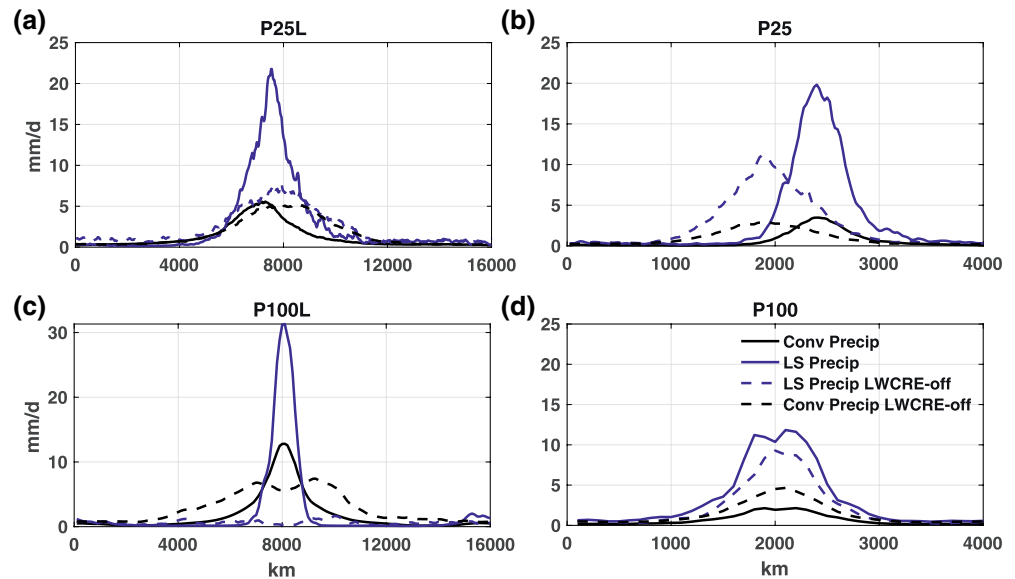 (a)
P25L
25
20
15
10
5
0
mm/d
0 4000 8000 12000 16000
km
(b)
P25
25
20
15
10
5
0
0 1000 2000 3000 4000
(c)
P100L
30
20
10
0
mm/d
0 4000 8000 12000 16000
km
(d)
P100
25
20
15
10
5
0
Conv Precip
LS Precip
LS Precip LWCRE-off
Conv Precip LWCRE-off
0 1000 2000 3000 4000
km